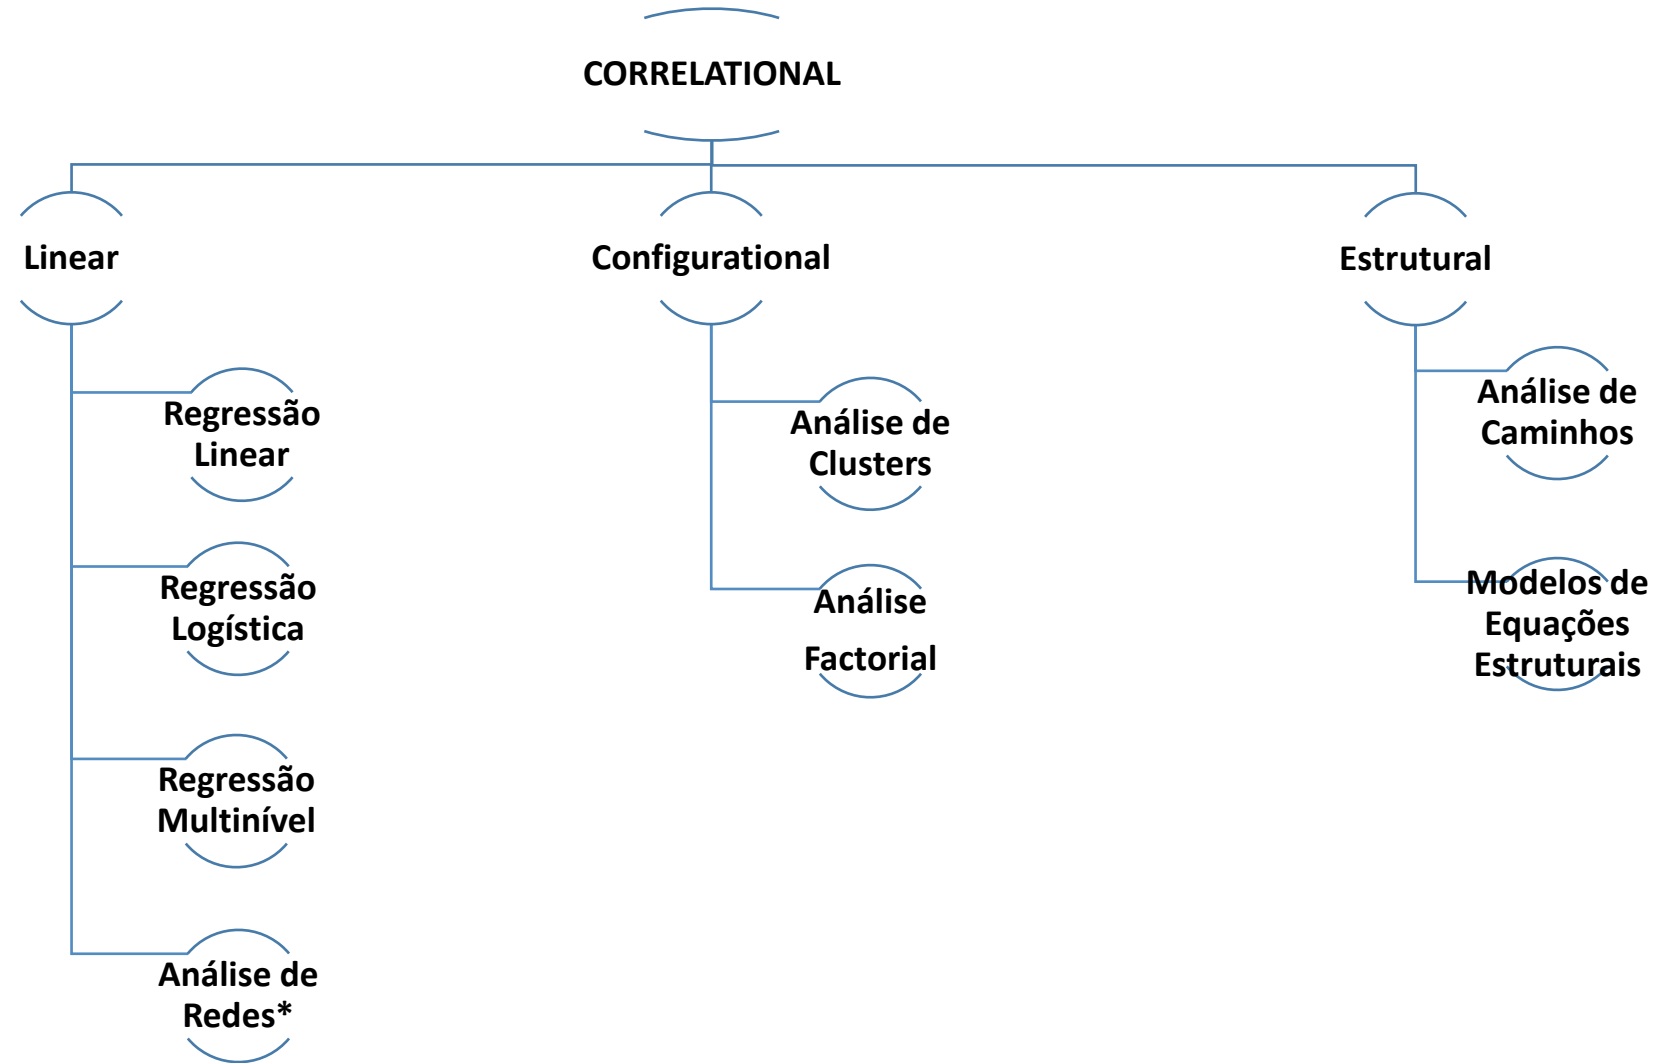 CORRELATIONAL
Linear
Configurational
Estrutural
Regressão
Linear
Regressão
Logística
Regressão
Multinível
Análise de
Redes*
Análise de
Clusters
Análise
Factorial
Análise de
Caminhos
Modelos de
Equações
Estruturais